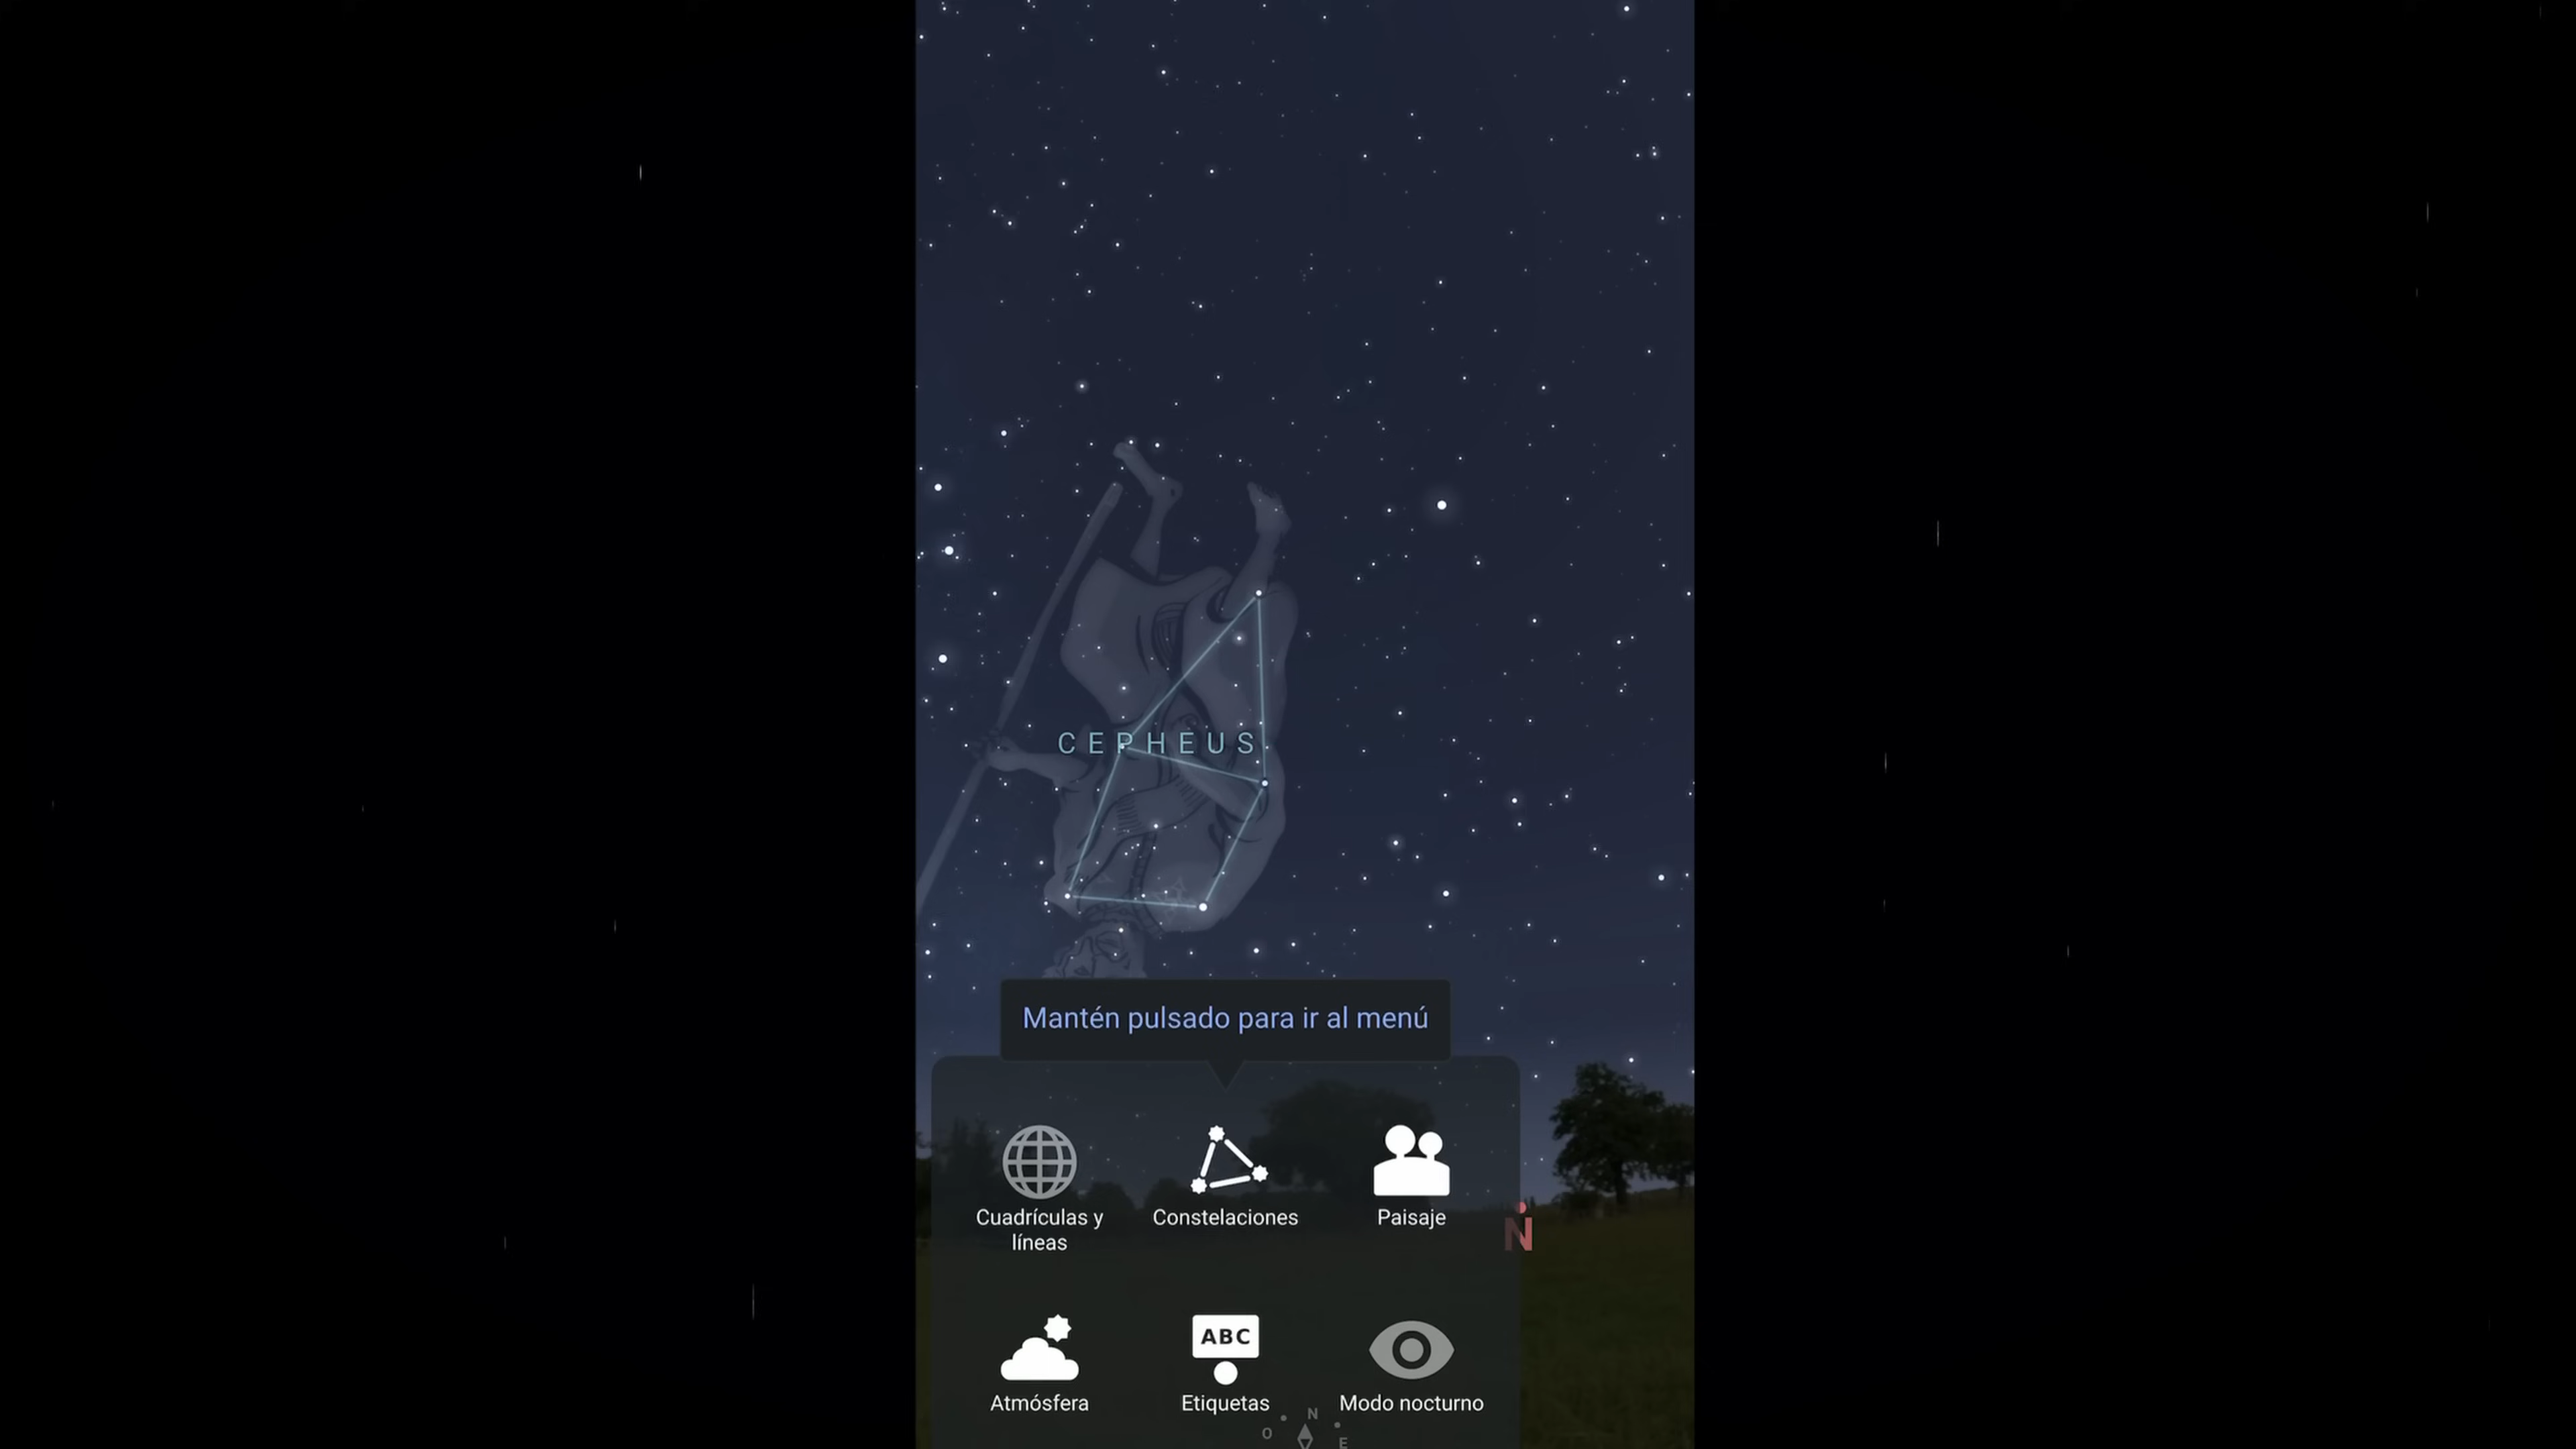 CEPHEUS
Mantén pulsado para ir al menú
Cuadrículas y
líneas
Constelaciones
Paisaje
N
Atmósfera
ABC
Etiquetas
Modo nocturno
N
O
E